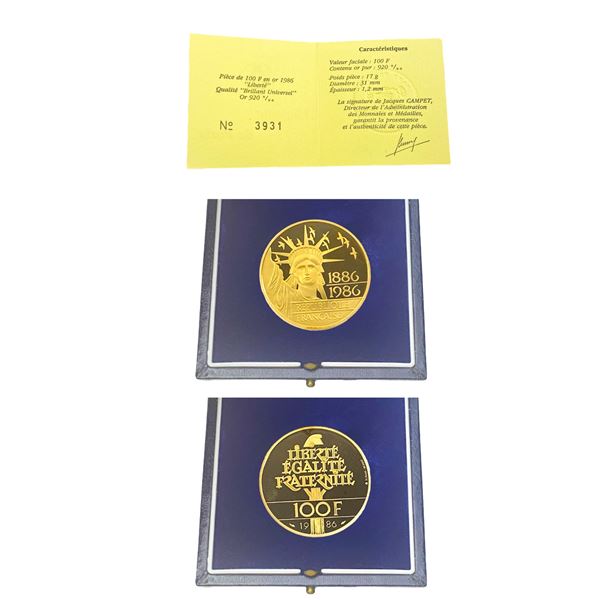 Pièce de 100 F en or 1986
"Liberté"
Qualité "Brillant Universel"
Or 920 °/°°
No 3931
Caractéristiques
Valeur faciale : 100 F
Contenu or pur : 920 °/°°
Poids pièce : 17 g
Diamètre : 31 mm
Épaisseur : 1,2 mm
La signature de Jacques CAMPET,
Directeur de l'Administration
des Monnaies et Médailles,
garantit la provenance
et l'authenticité de cette pièce.
1886
1986
REPUBLIQUE
FRANÇAISE
LIBERTÉ
ÉGALITÉ
FRATERNITÉ
100 F
1986